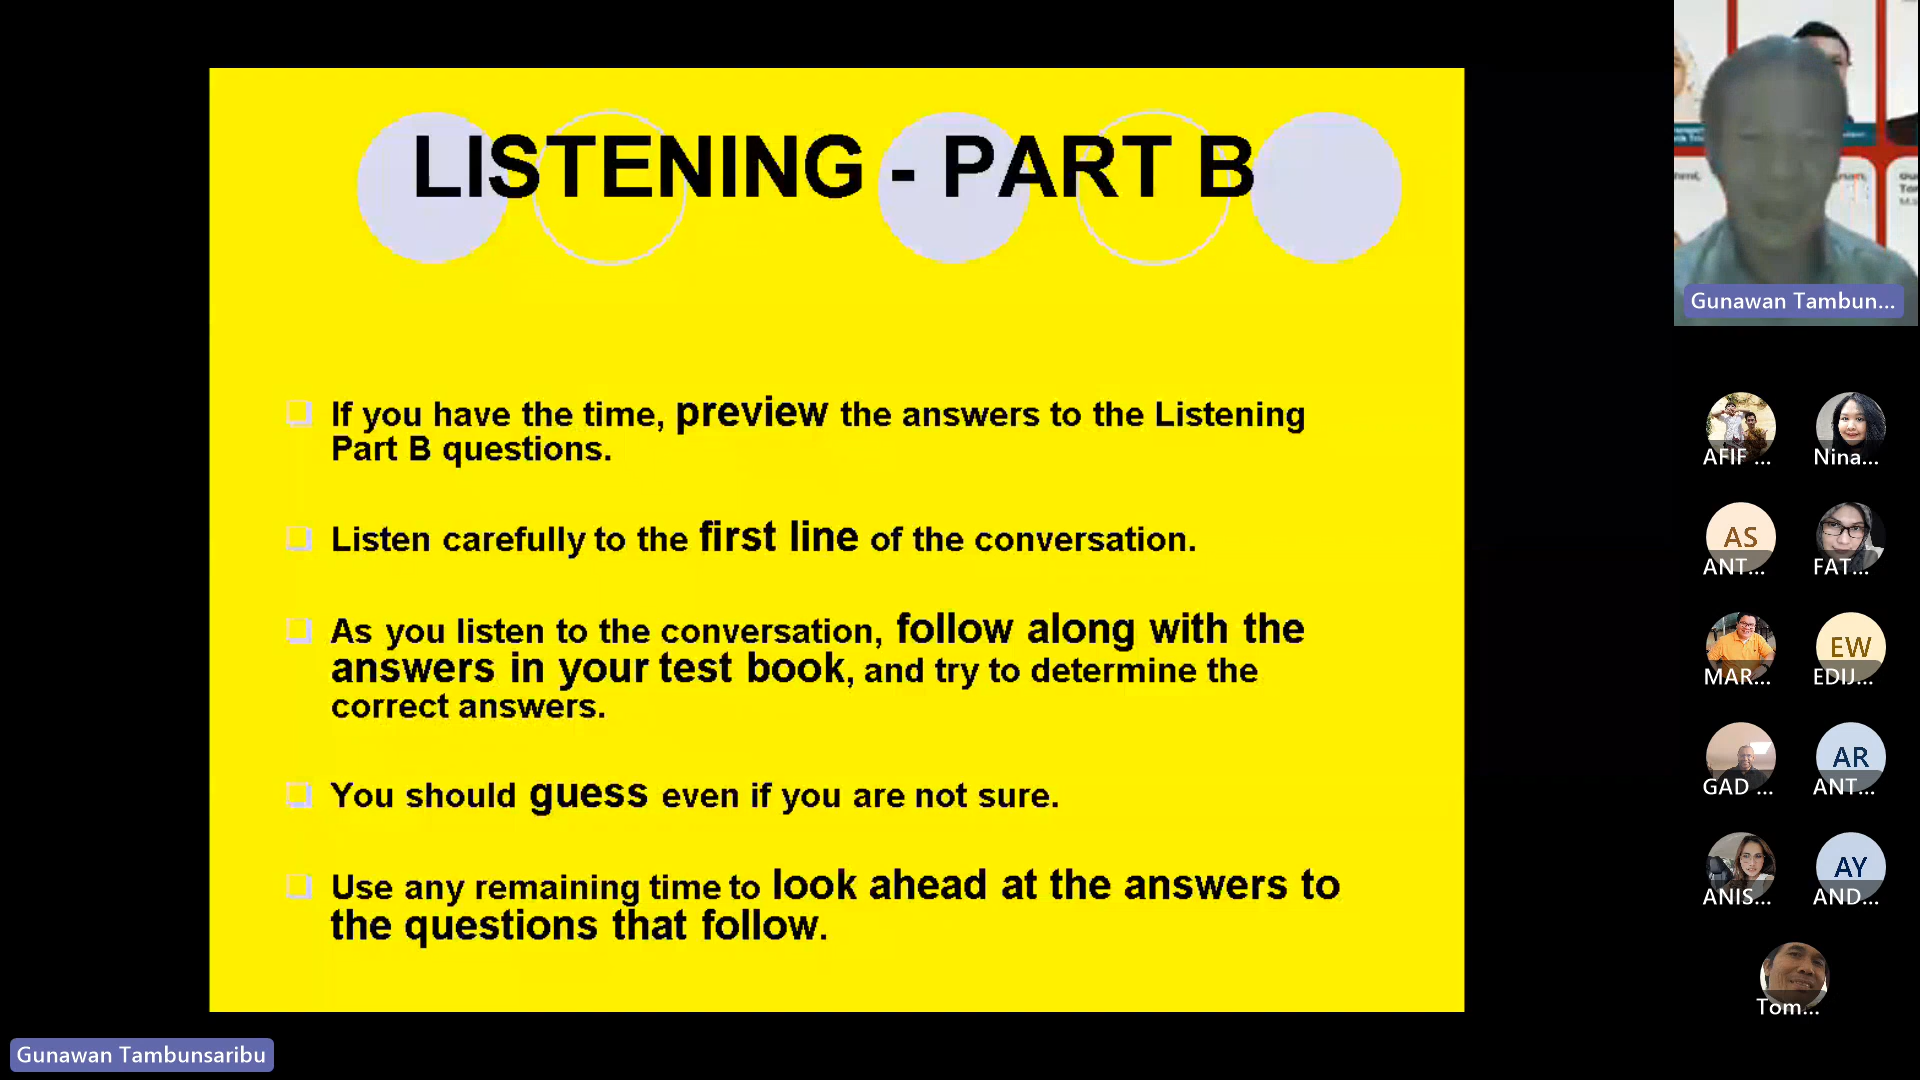 LISTENING - PART B
If you have the time, preview the answers to the Listening
Part B questions.
Listen carefully to the first line of the conversation.
As you listen to the conversation, follow along with the
answers in your test book, and try to determine the
correct answers.
You should guess even if you are not sure.
Use any remaining time to look ahead at the answers to
the questions that follow.
Gunawan Tambunsaribu
Gunawan Tambun...
AFIF ...
Nina...
AS
ANT...
FAT...
MAR...
EW
EDIJ...
GAD ...
AR
ANT...
ANIS...
AY
AND...
Tom...